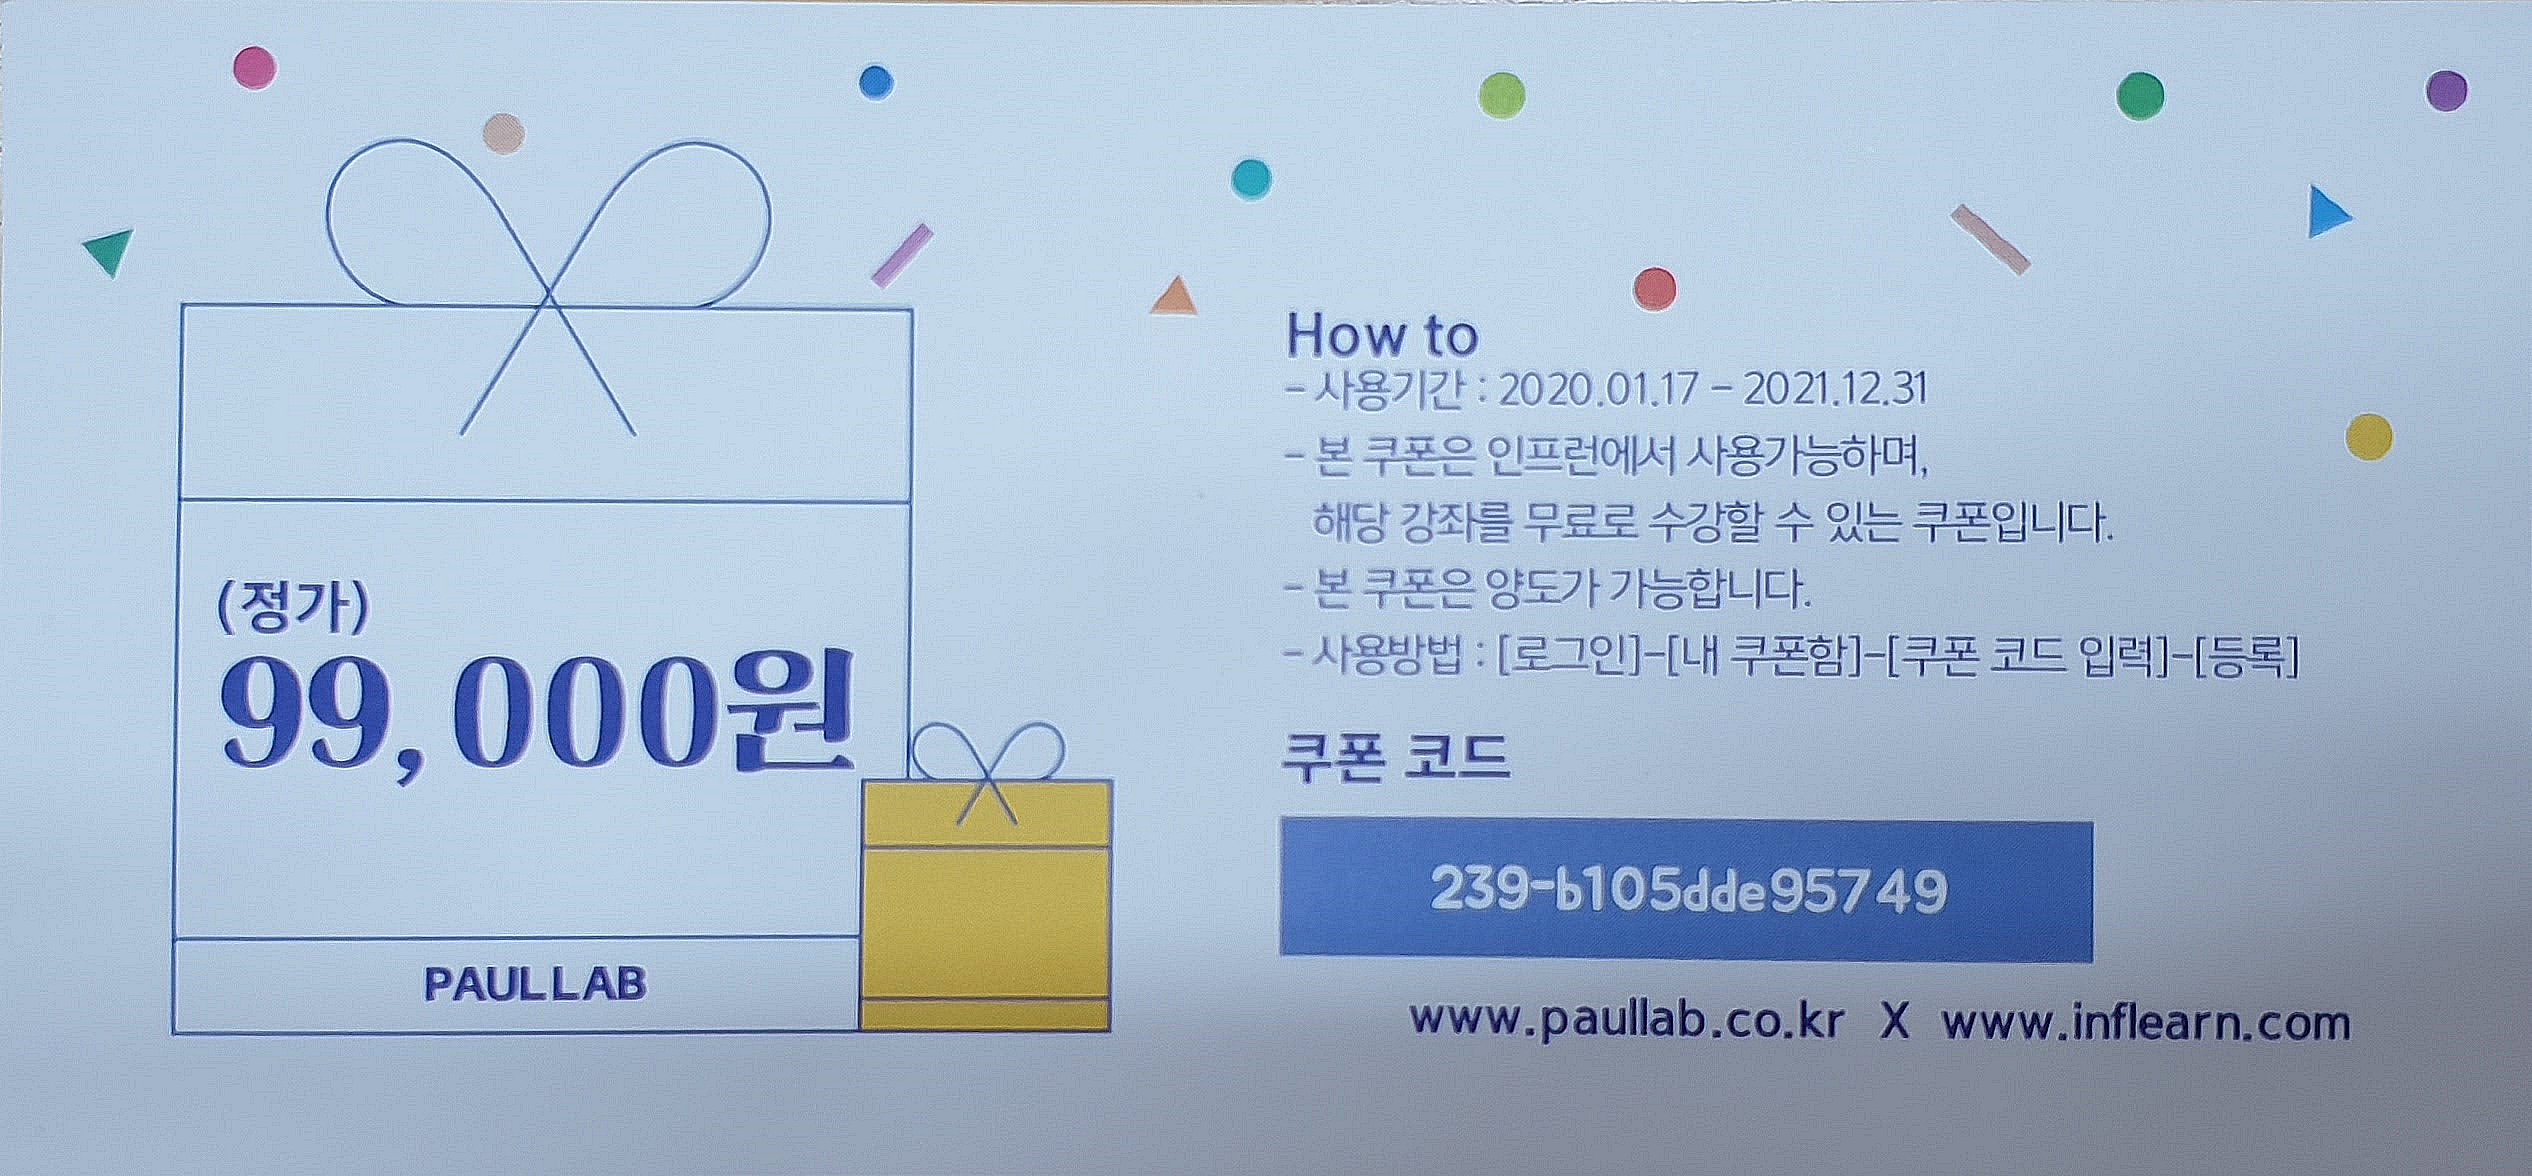 (정가)
99,000원
PAULLAB
How to
- 사용기간 : 2020.01.17 - 2021.12.31
- 본 쿠폰은 인프런에서 사용가능하며,
해당 강좌를 무료로 수강할 수 있는 쿠폰입니다.
- 본 쿠폰은 양도가 가능합니다.
- 사용방법 : [로그인]-[내 쿠폰함]-[쿠폰 코드 입력]-[등록]
쿠폰 코드
239-b105dde95749
www.paullab.co.kr X www.inflearn.com